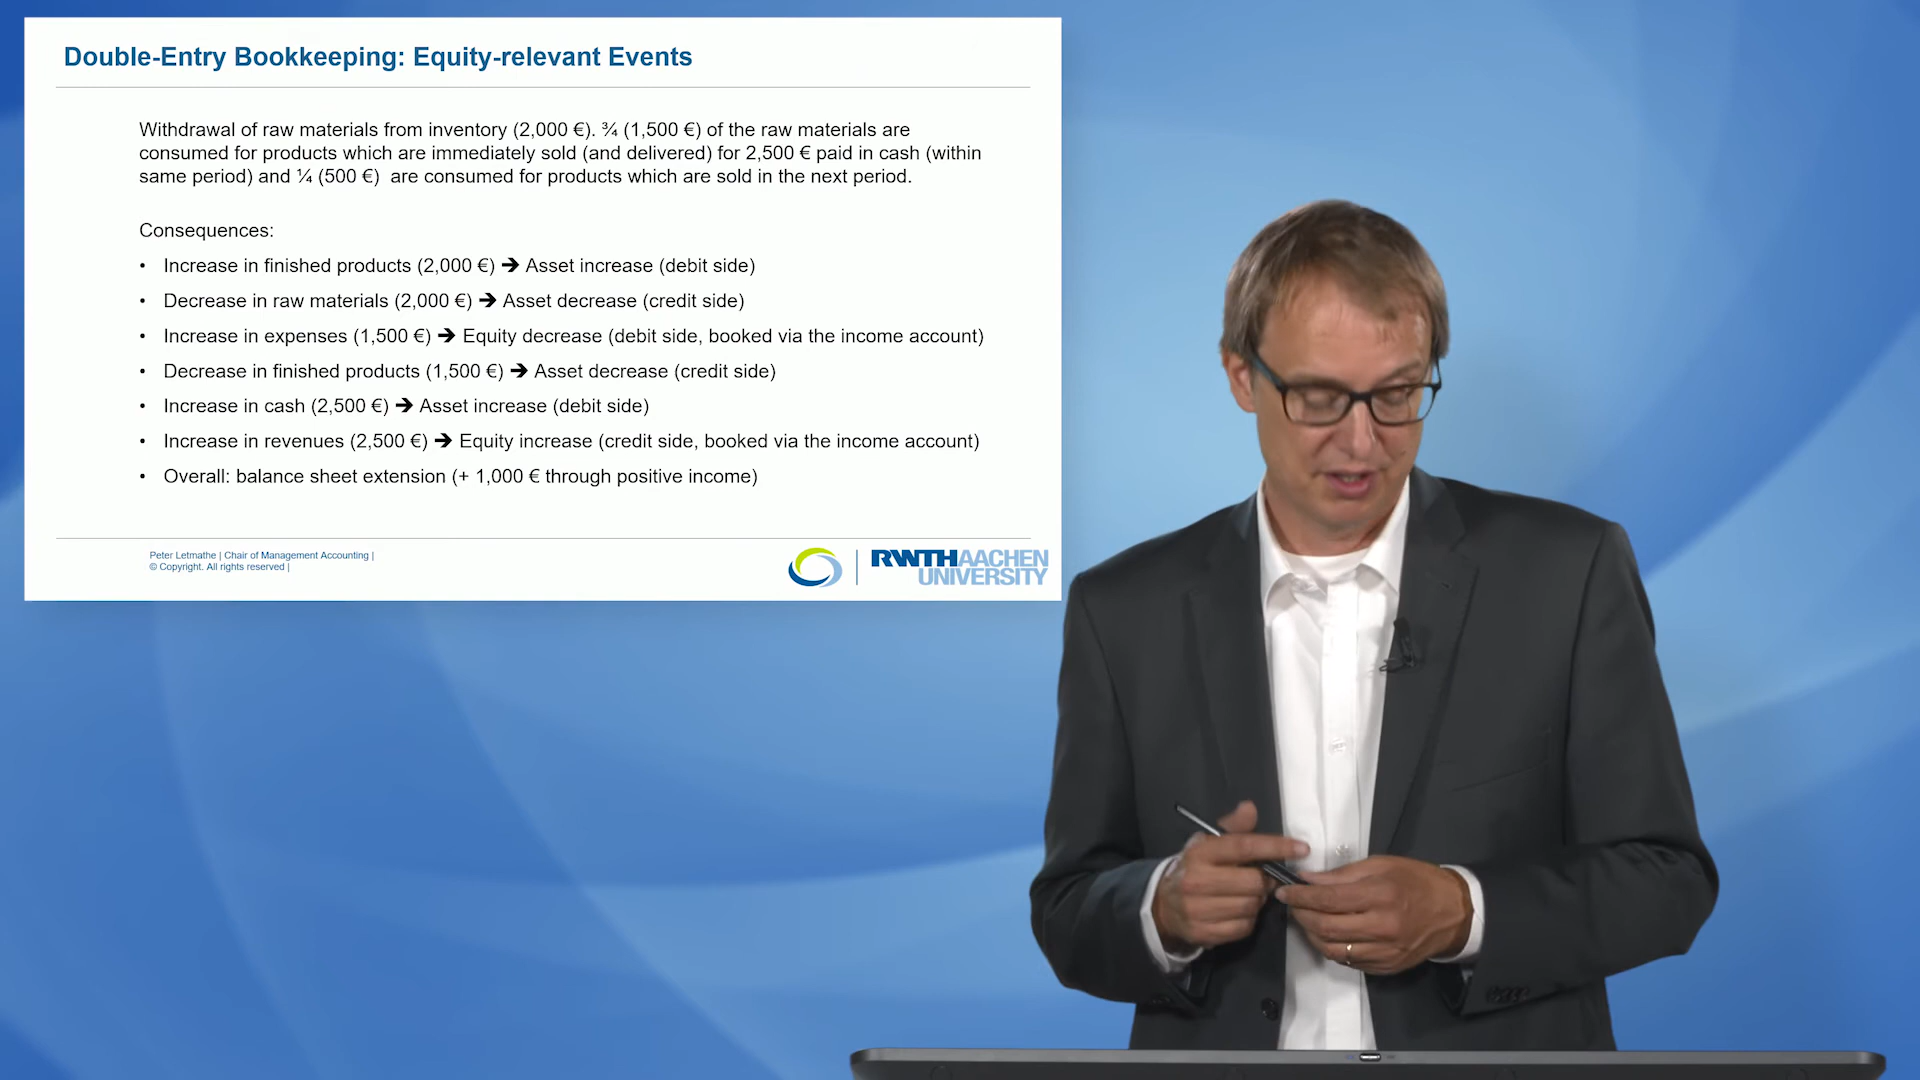 Double-Entry Bookkeeping: Equity-relevant Events
Withdrawal of raw materials from inventory (2,000 €). ¾ (1,500 €) of the raw materials are
consumed for products which are immediately sold (and delivered) for 2,500 € paid in cash (within
same period) and ¼ (500 €) are consumed for products which are sold in the next period.
Consequences:
• Increase in finished products (2,000 €) ➔ Asset increase (debit side)
• Decrease in raw materials (2,000 €) ➔ Asset decrease (credit side)
• Increase in expenses (1,500 €) ➔ Equity decrease (debit side, booked via the income account)
• Decrease in finished products (1,500 €) ➔ Asset decrease (credit side)
• Increase in cash (2,500 €) ➔ Asset increase (debit side)
• Increase in revenues (2,500 €) ➔ Equity increase (credit side, booked via the income account)
• Overall: balance sheet extension (+ 1,000 € through positive income)
Peter Letmathe | Chair of Management Accounting |
© Copyright. All rights reserved |
RWTHAACHEN
UNIVERSITY